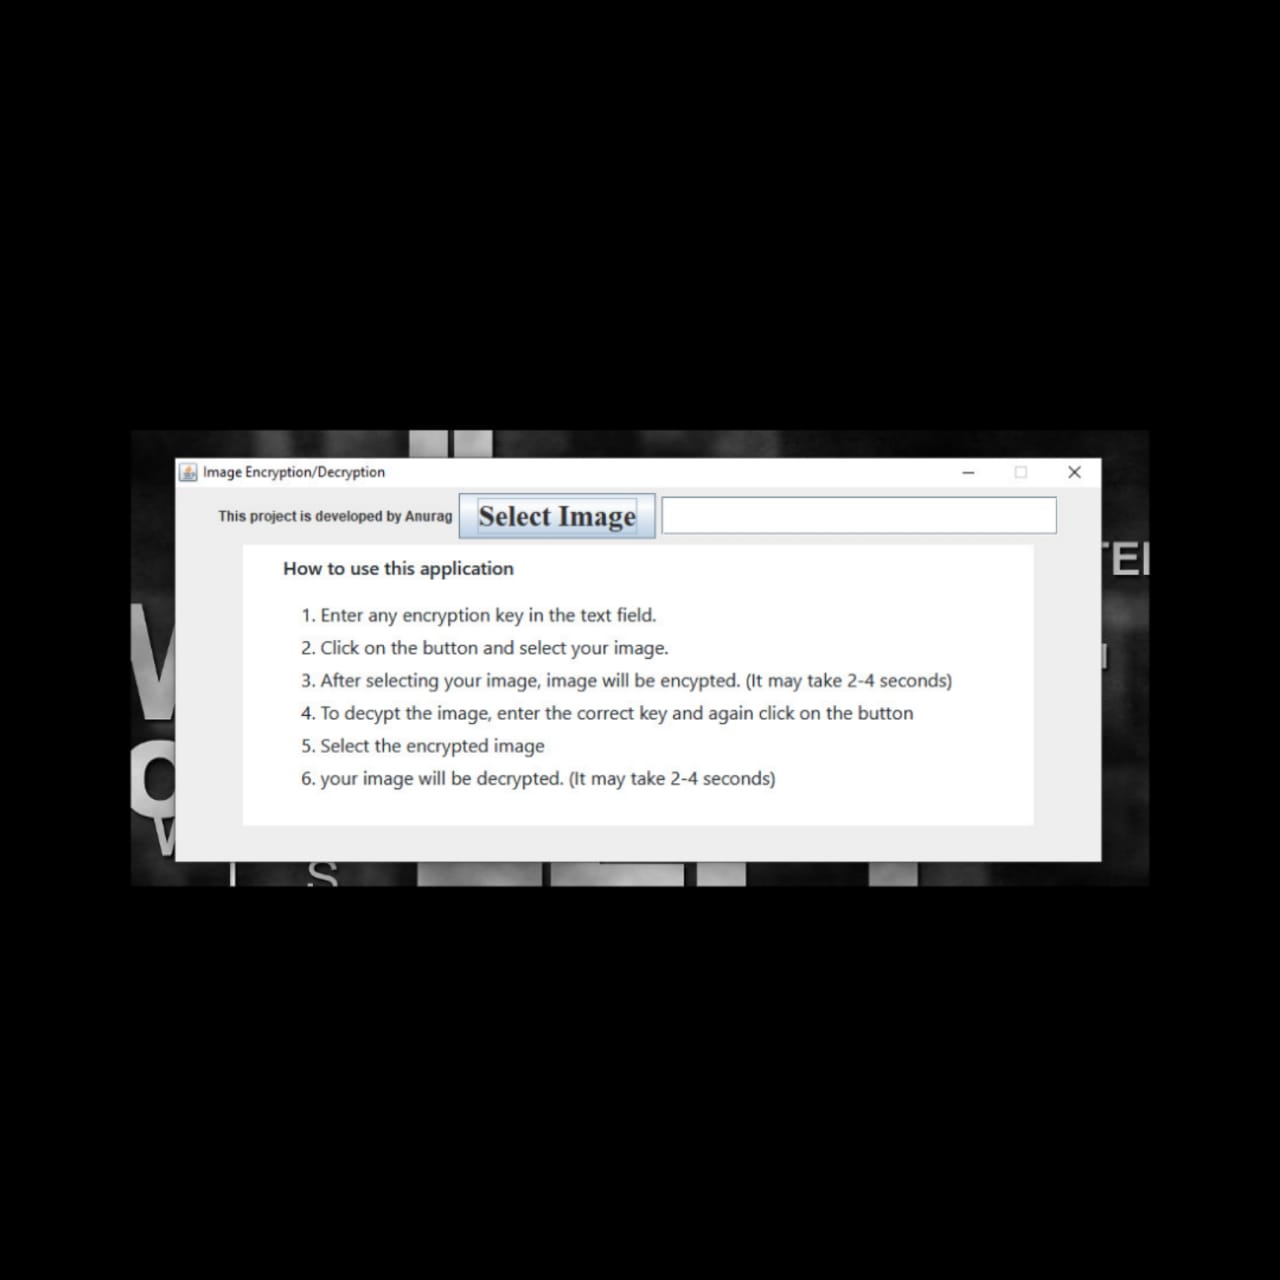 Image Encryption/Decryption
This project is developed by Anurag Select Image
How to use this application
1. Enter any encryption key in the text field.
2. Click on the button and select your image.
3. After selecting your image, image will be encypted. (It may take 2-4 seconds)
4. To decypt the image, enter the correct key and again click on the button
5. Select the encrypted image
6. your image will be decrypted. (It may take 2-4 seconds)